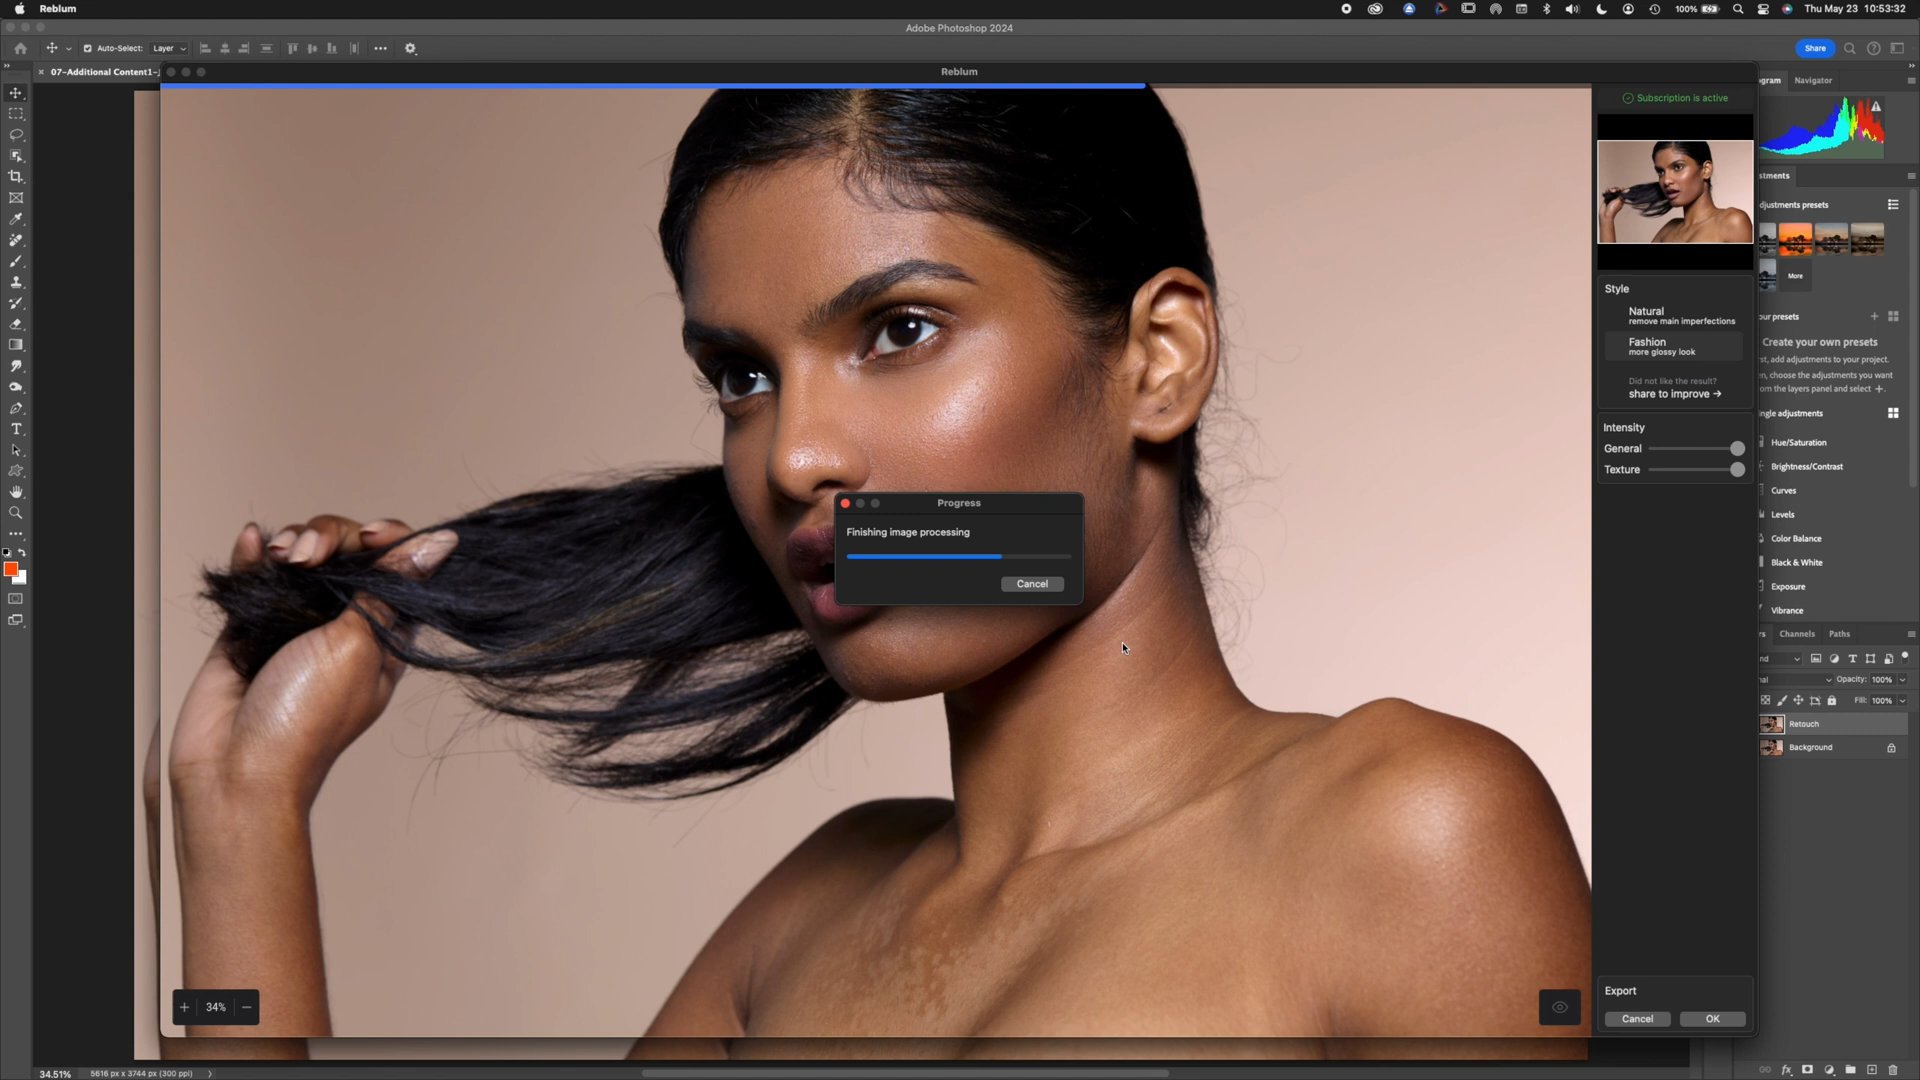 Reblum
100%
Thu May 23 10:53:32
Adobe Photoshop 2024
Auto-Select:
Layer
Share
07-Additional Content1-
Reblum
Navigator
Subscription is active
Style
Natural
remove main imperfections
Fashion
more glossy look
Did not like the result?
share to improve →
Intensity
General
Texture
Progress
Finishing image processing
Cancel
Export
Cancel
OK
34%
More
Create your own presets
Hue/Saturation
Brightness/Contrast
Curves
Levels
Color Balance
Black & White
Exposure
Vibrance
Channels
Paths
Opacity: 100%
Fill: 100%
Retouch
Background
34.51%
5616 px x 3744 px (300 ppi)